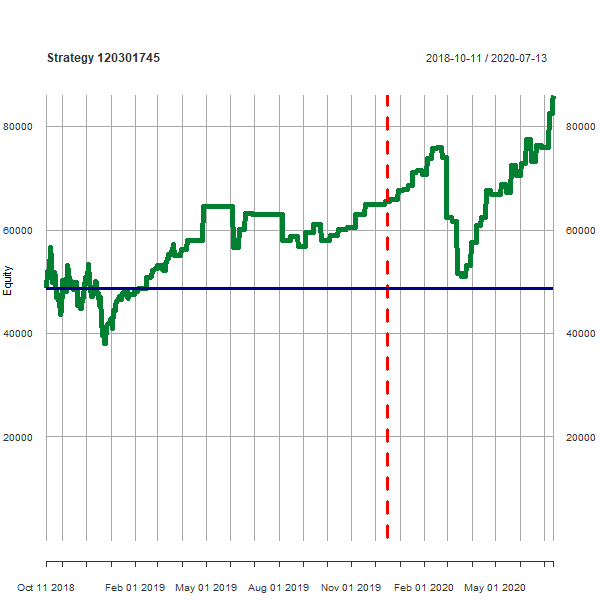 Strategy 120301745
2018-10-11 / 2020-07-13
80000
80000
60000
60000
Equity
40000
40000
20000
20000
Oct 11 2018
Feb 01 2019
May 01 2019
Aug 01 2019
Nov 01 2019
Feb 01 2020
May 01 2020